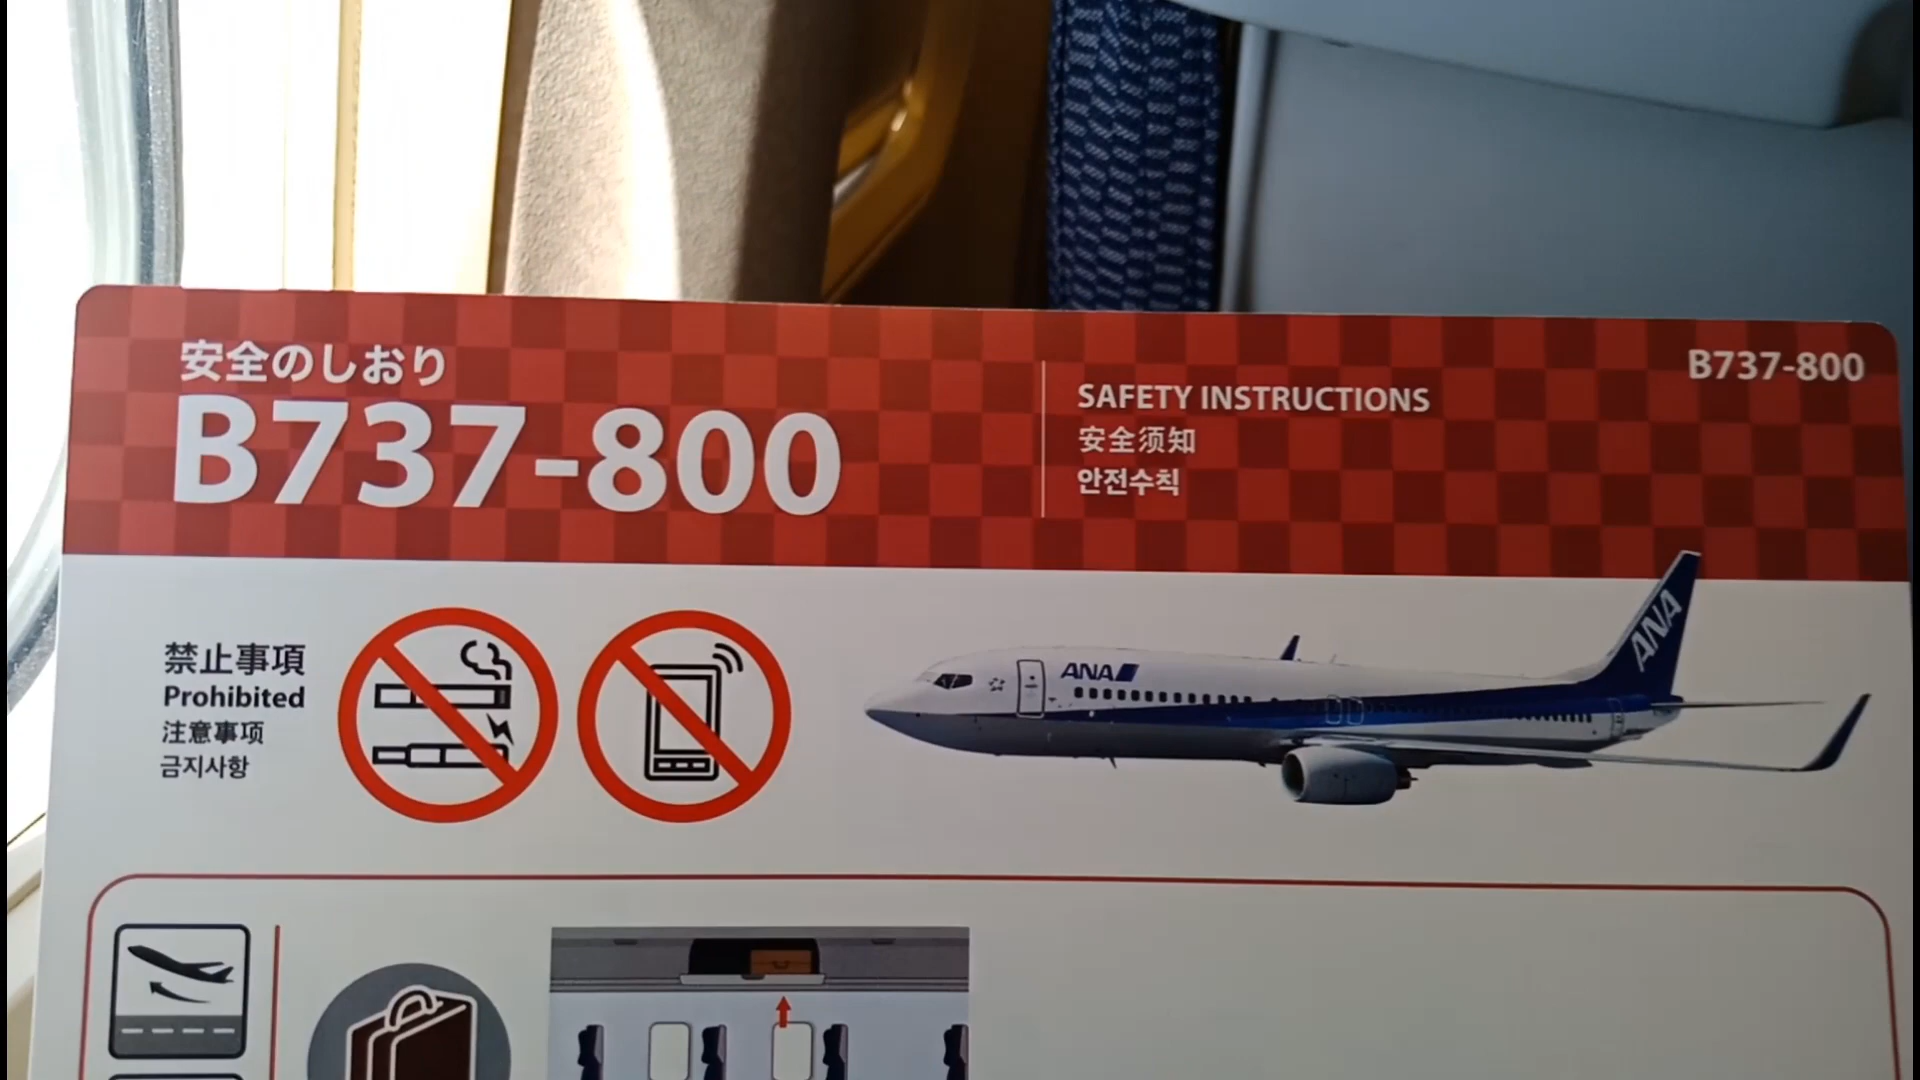 安全のしおり
B737-800
SAFETY INSTRUCTIONS
安全须知
안전수칙
B737-800
禁止事項
Prohibited
注意事项
금지사항
ANA
ANA